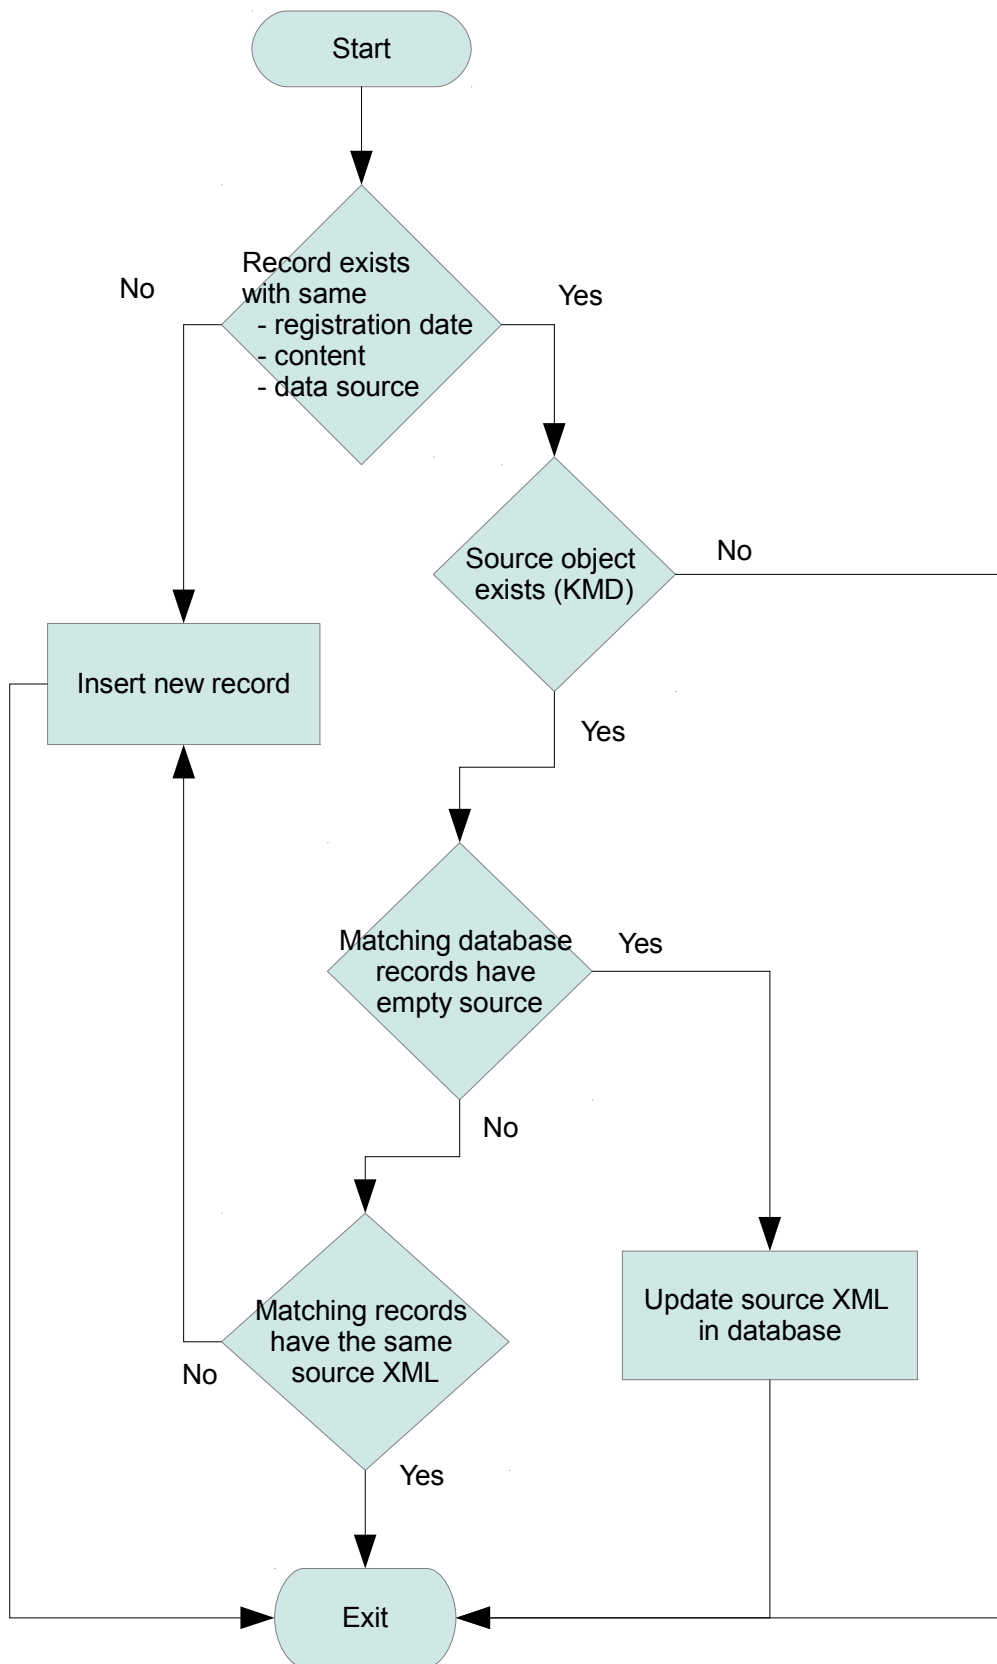 Start
Record exists
with same
- registration date
- content
- data source
No
Yes
Source object
exists (KMD)
No
Insert new record
Yes
Matching database
records have
empty source
Yes
No
Matching records
have the same
source XML
No
Update source XML
in database
Yes
Exit